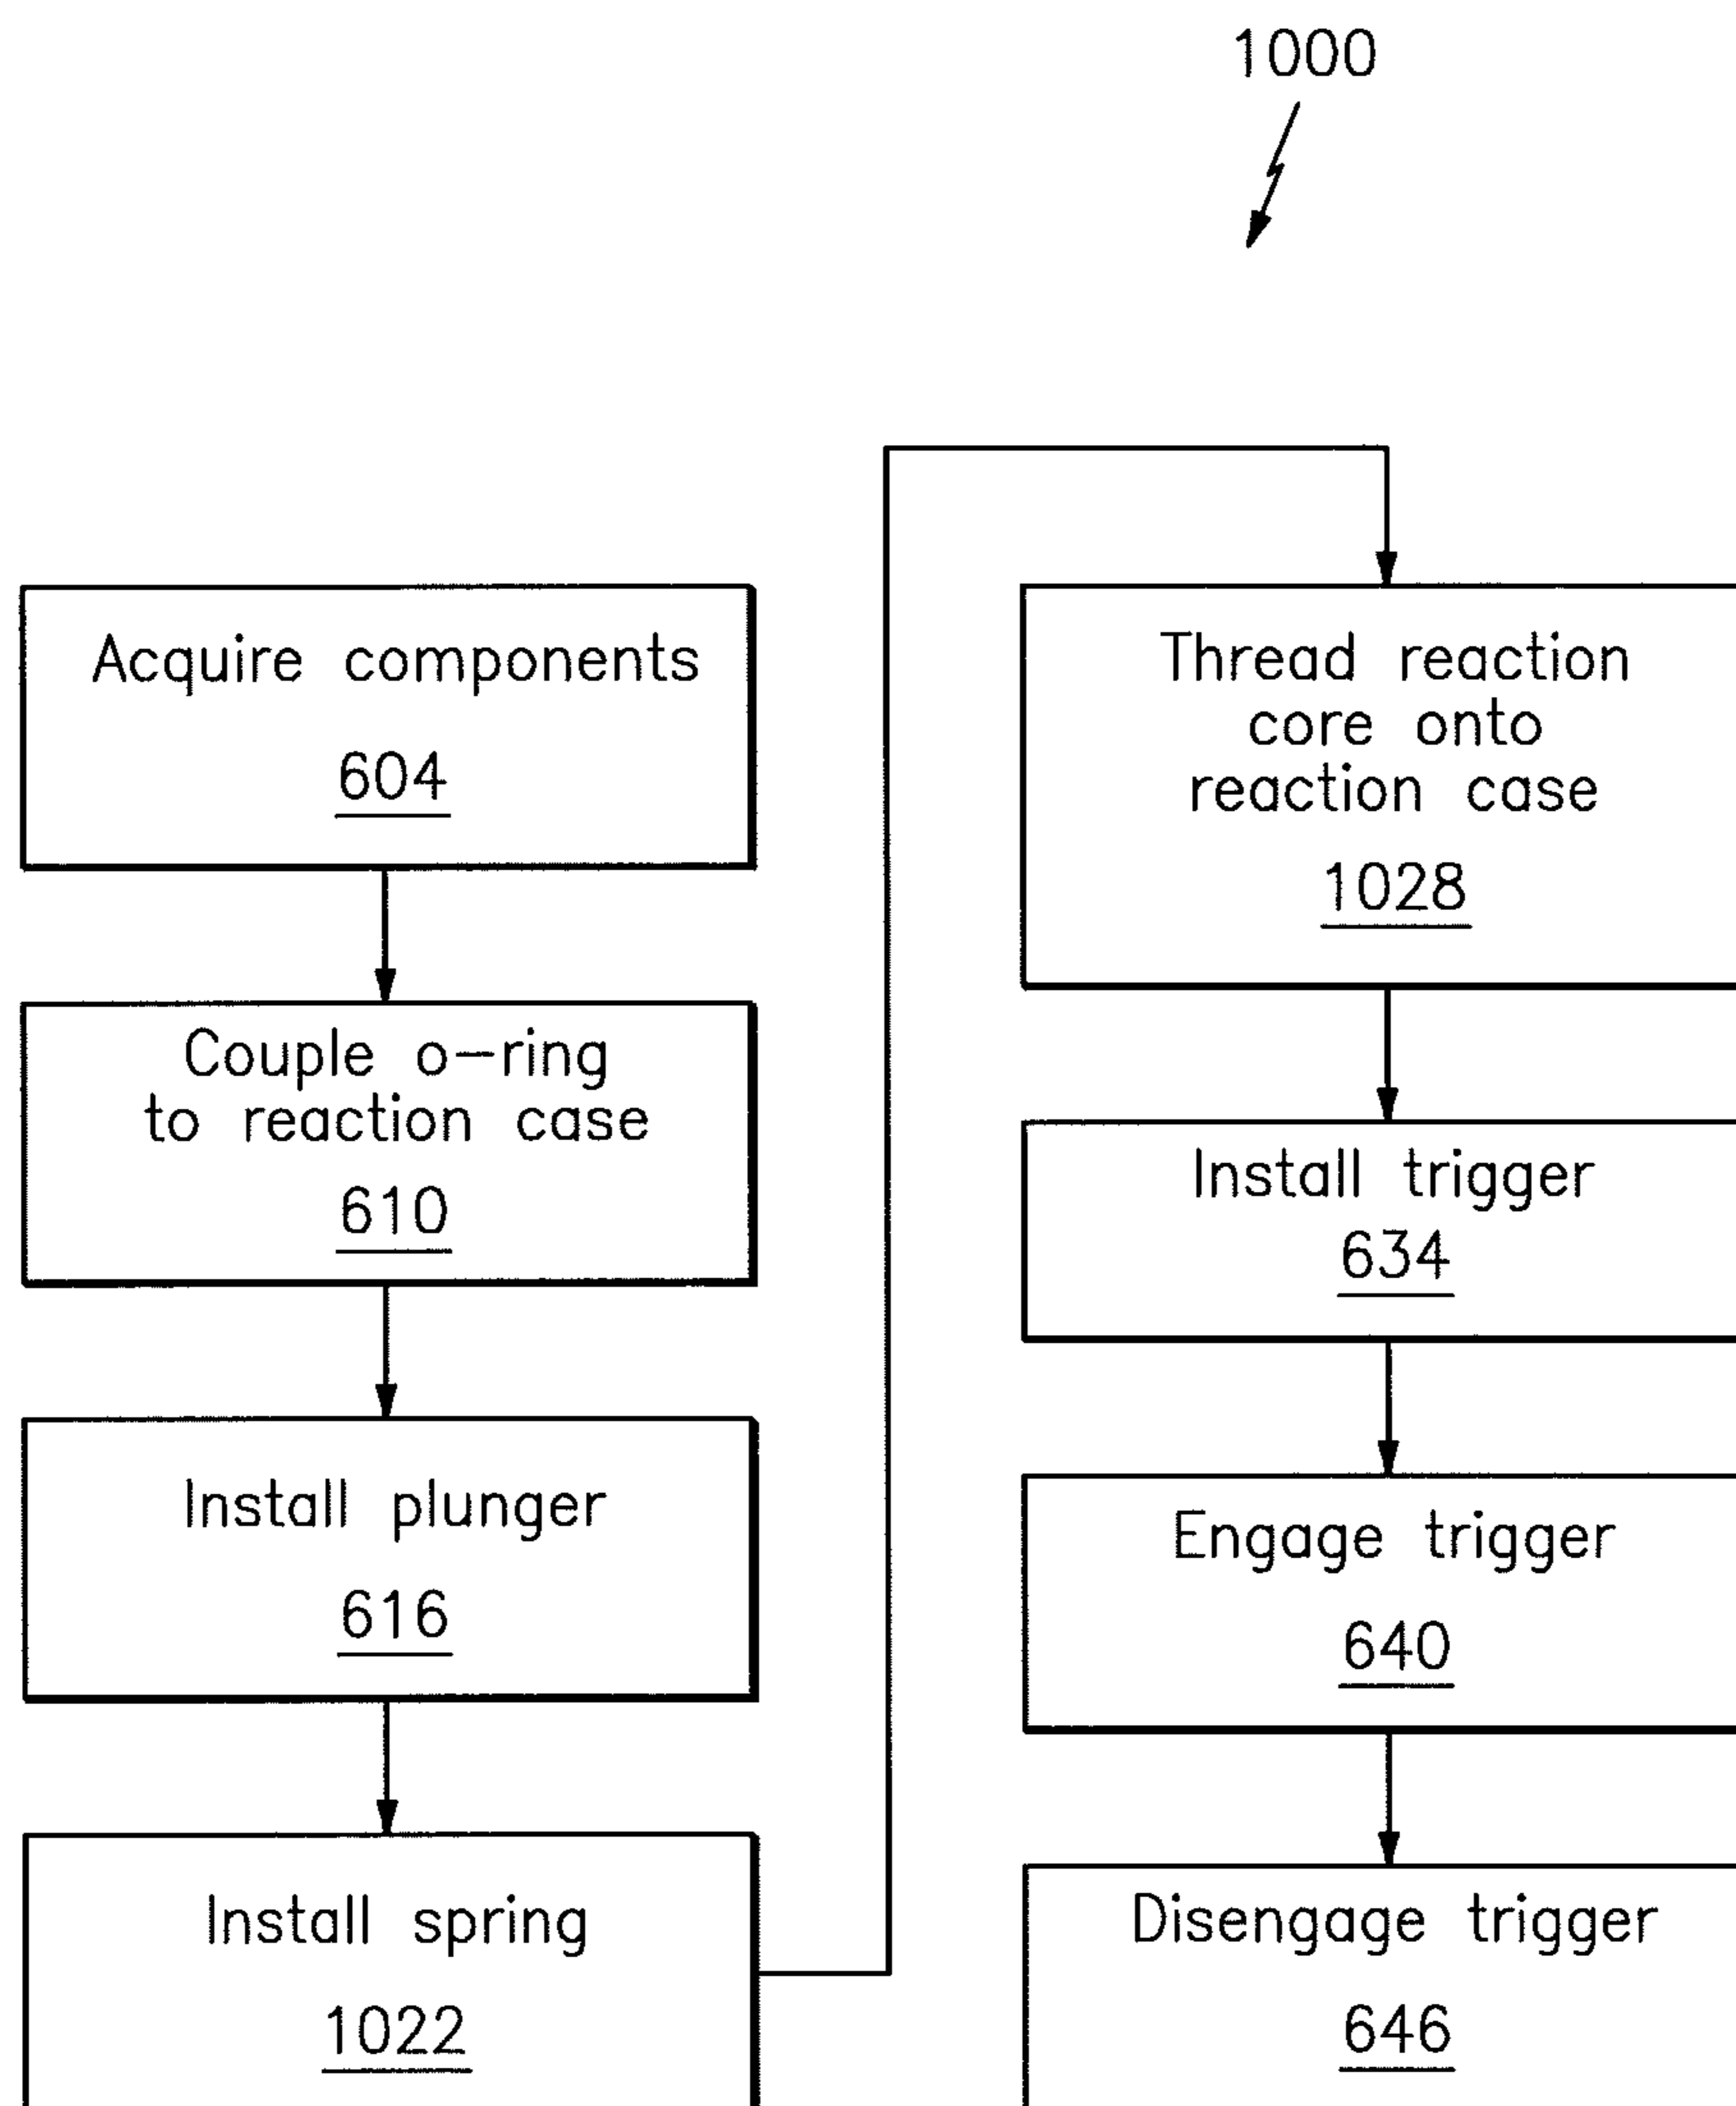 1000
Acquire components
604
Couple o-ring
to reaction case
610
Install plunger
616
Install spring
1022
Thread reaction
core onto
reaction case
1028
Install trigger
634
Engage trigger
640
Disengage trigger
646